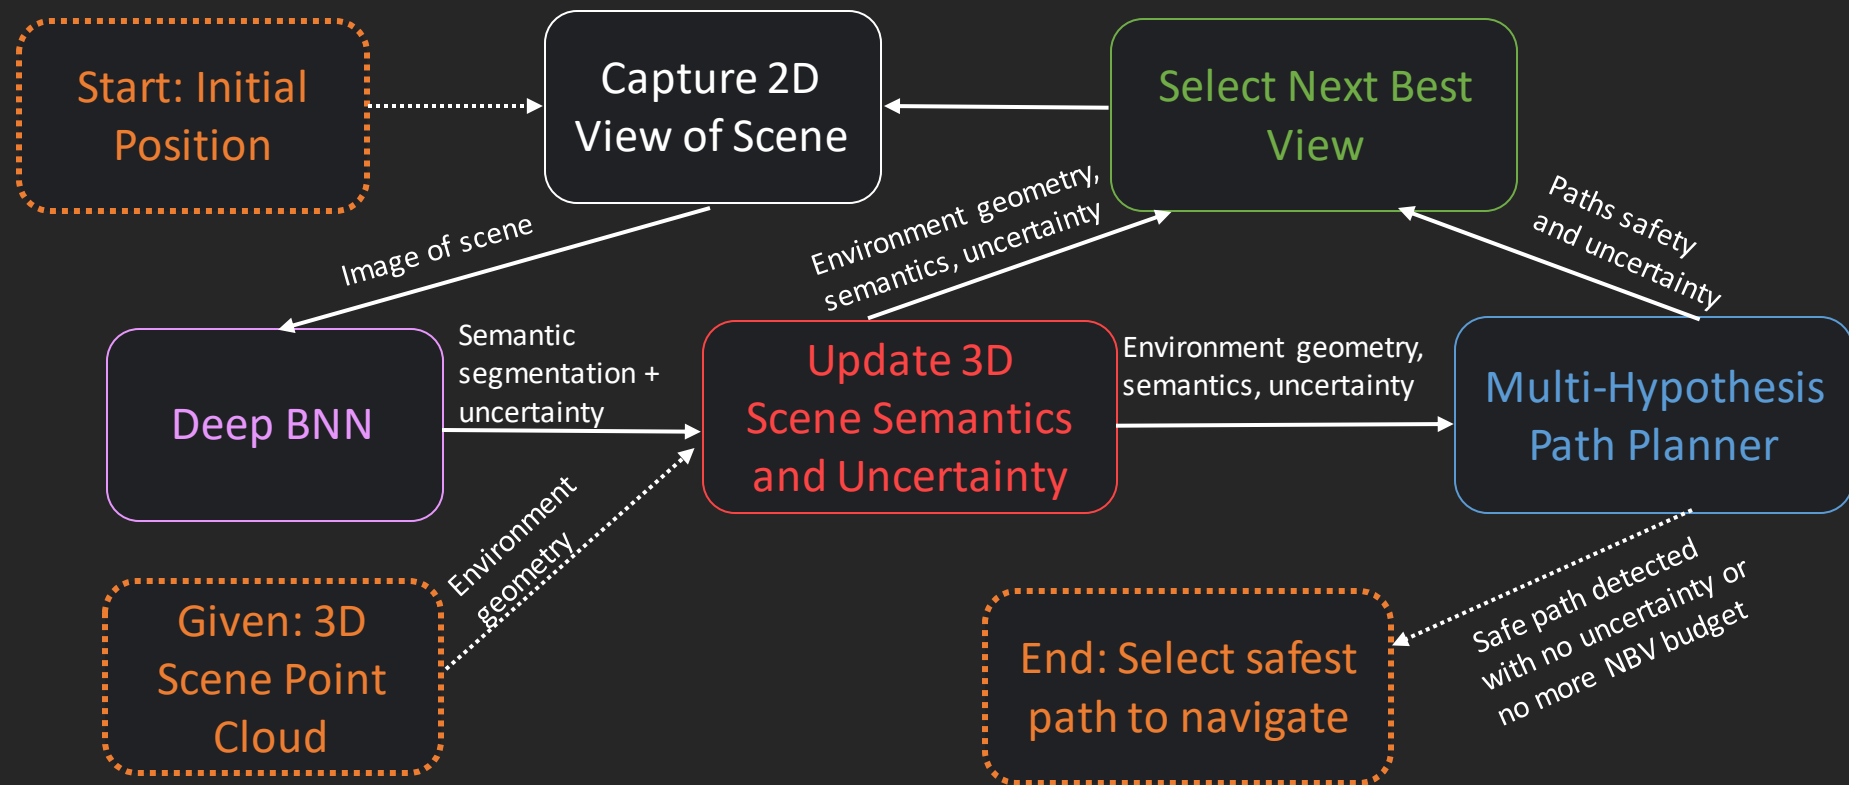 Start: Initial
Position
Capture 2D
View of Scene
Select Next Best
View
Image of scene
Environment geometry,
semantics, uncertainty
Paths safety
and uncertainty
Deep BNN
Semantic
segmentation +
uncertainty
Update 3D
Scene Semantics
and Uncertainty
Environment geometry,
semantics, uncertainty
Multi-Hypothesis
Path Planner
Environment
geometry
Given: 3D
Scene Point
Cloud
End: Select safest
path to navigate
Safe path detected
with no uncertainty or
no more NBV budget